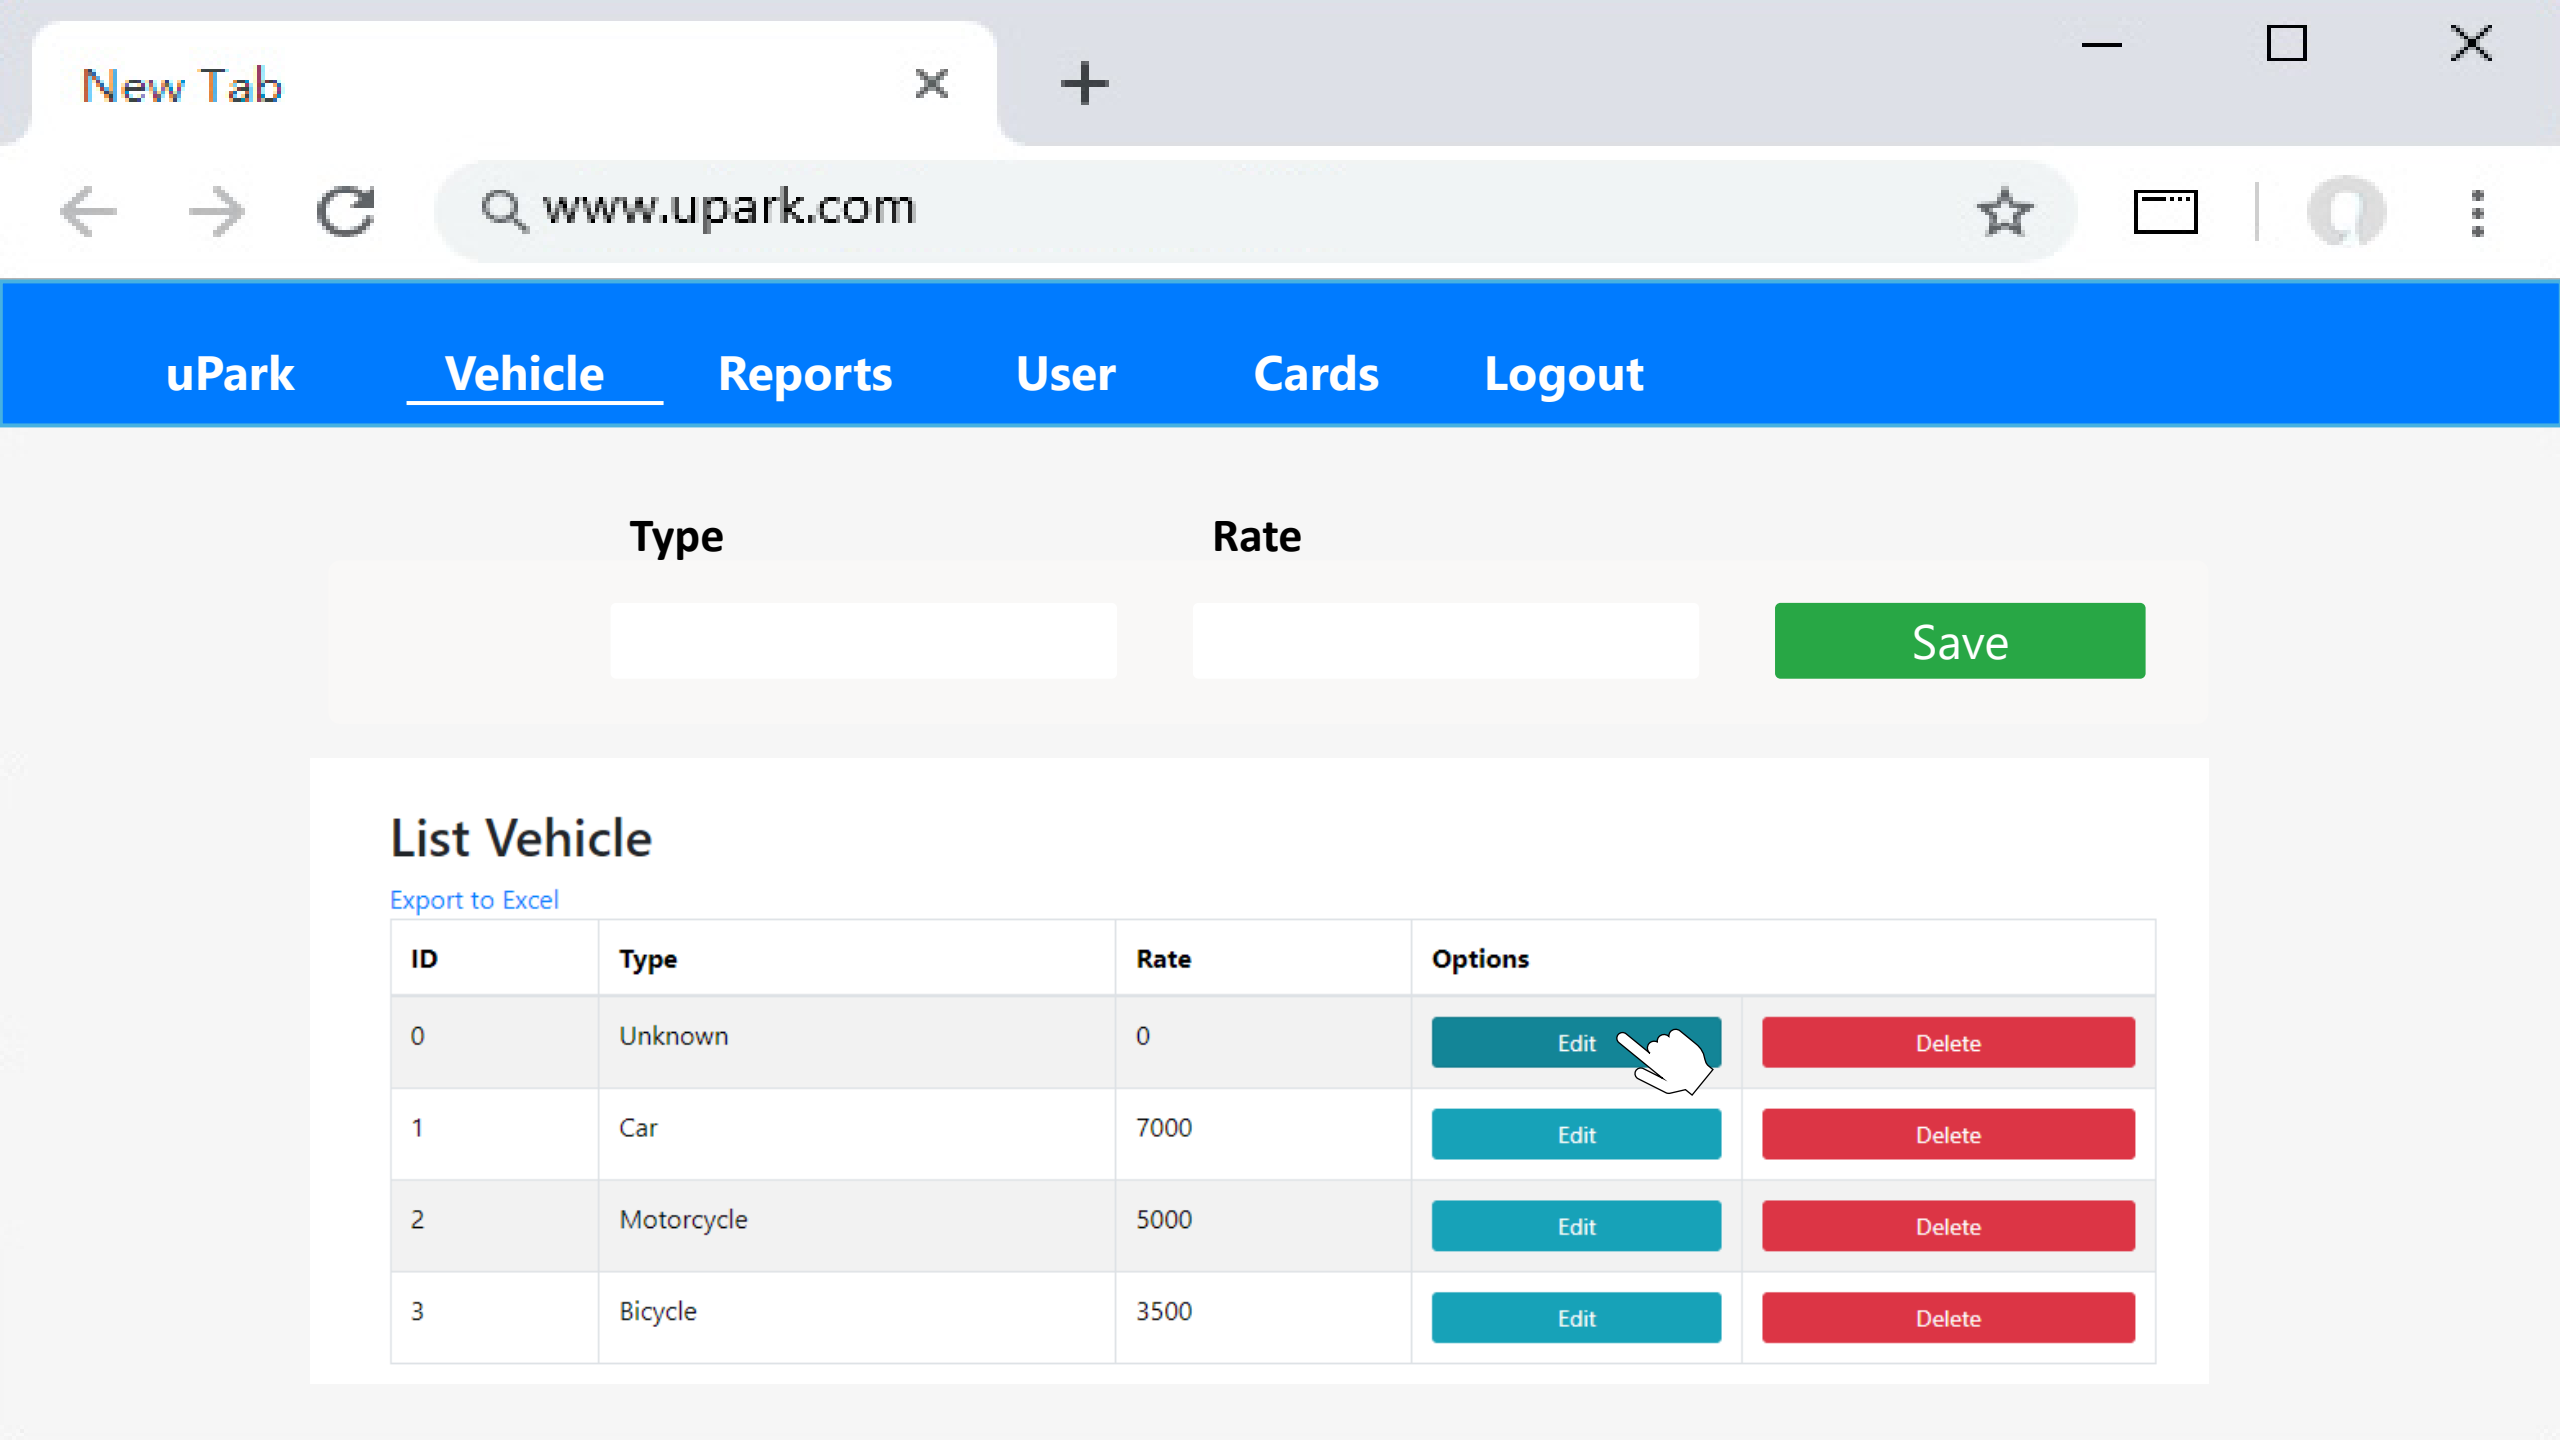 New Tab
www.upark.com
uPark Vehicle Reports User Cards Logout
Type Rate
Save
List Vehicle
Export to Excel
ID Type Rate Options
0 Unknown 0 Edit Delete
1 Car 7000 Edit Delete
2 Motorcycle 5000 Edit Delete
3 Bicycle 3500 Edit Delete